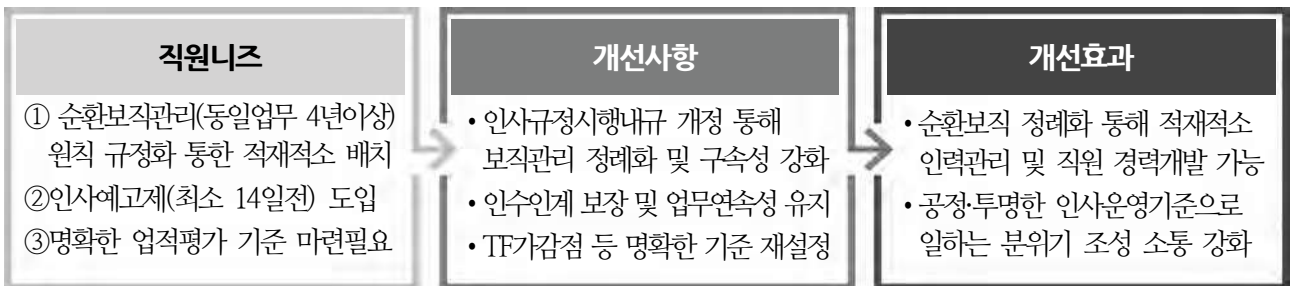 직원니즈
① 순환보직관리(동일업무 4년이상)
원칙 규정화 통한 적재적소 배치
②인사예고제(최소 14일전) 도입
③명확한 업적평가 기준 마련필요
개선사항
• 인사규정시행내규 개정 통해
보직관리 정례화 및 구속성 강화
• 인수인계 보장 및 업무연속성 유지
• TF가감점 등 명확한 기준 재설정
개선효과
• 순환보직 정례화 통해 적재적소
인력관리 및 직원 경력개발 가능
• 공정·투명한 인사운영기준으로
일하는 분위기 조성 소통 강화